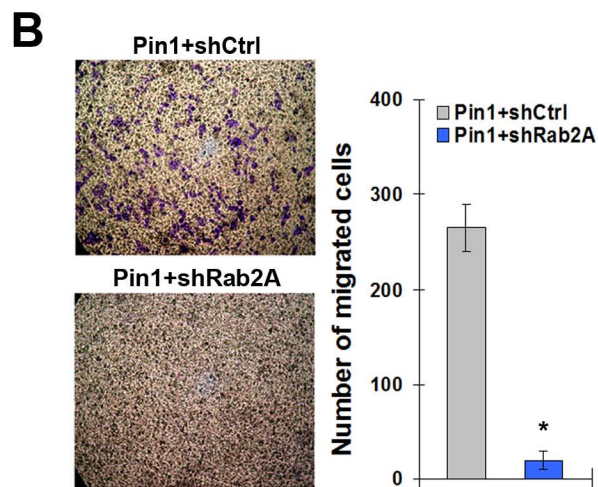 B
Pin1+shCtrl
Pin1+shRab2A
Number of migrated cells
400
300
200
100
0
Pin1+shCtrl
Pin1+shRab2A
*